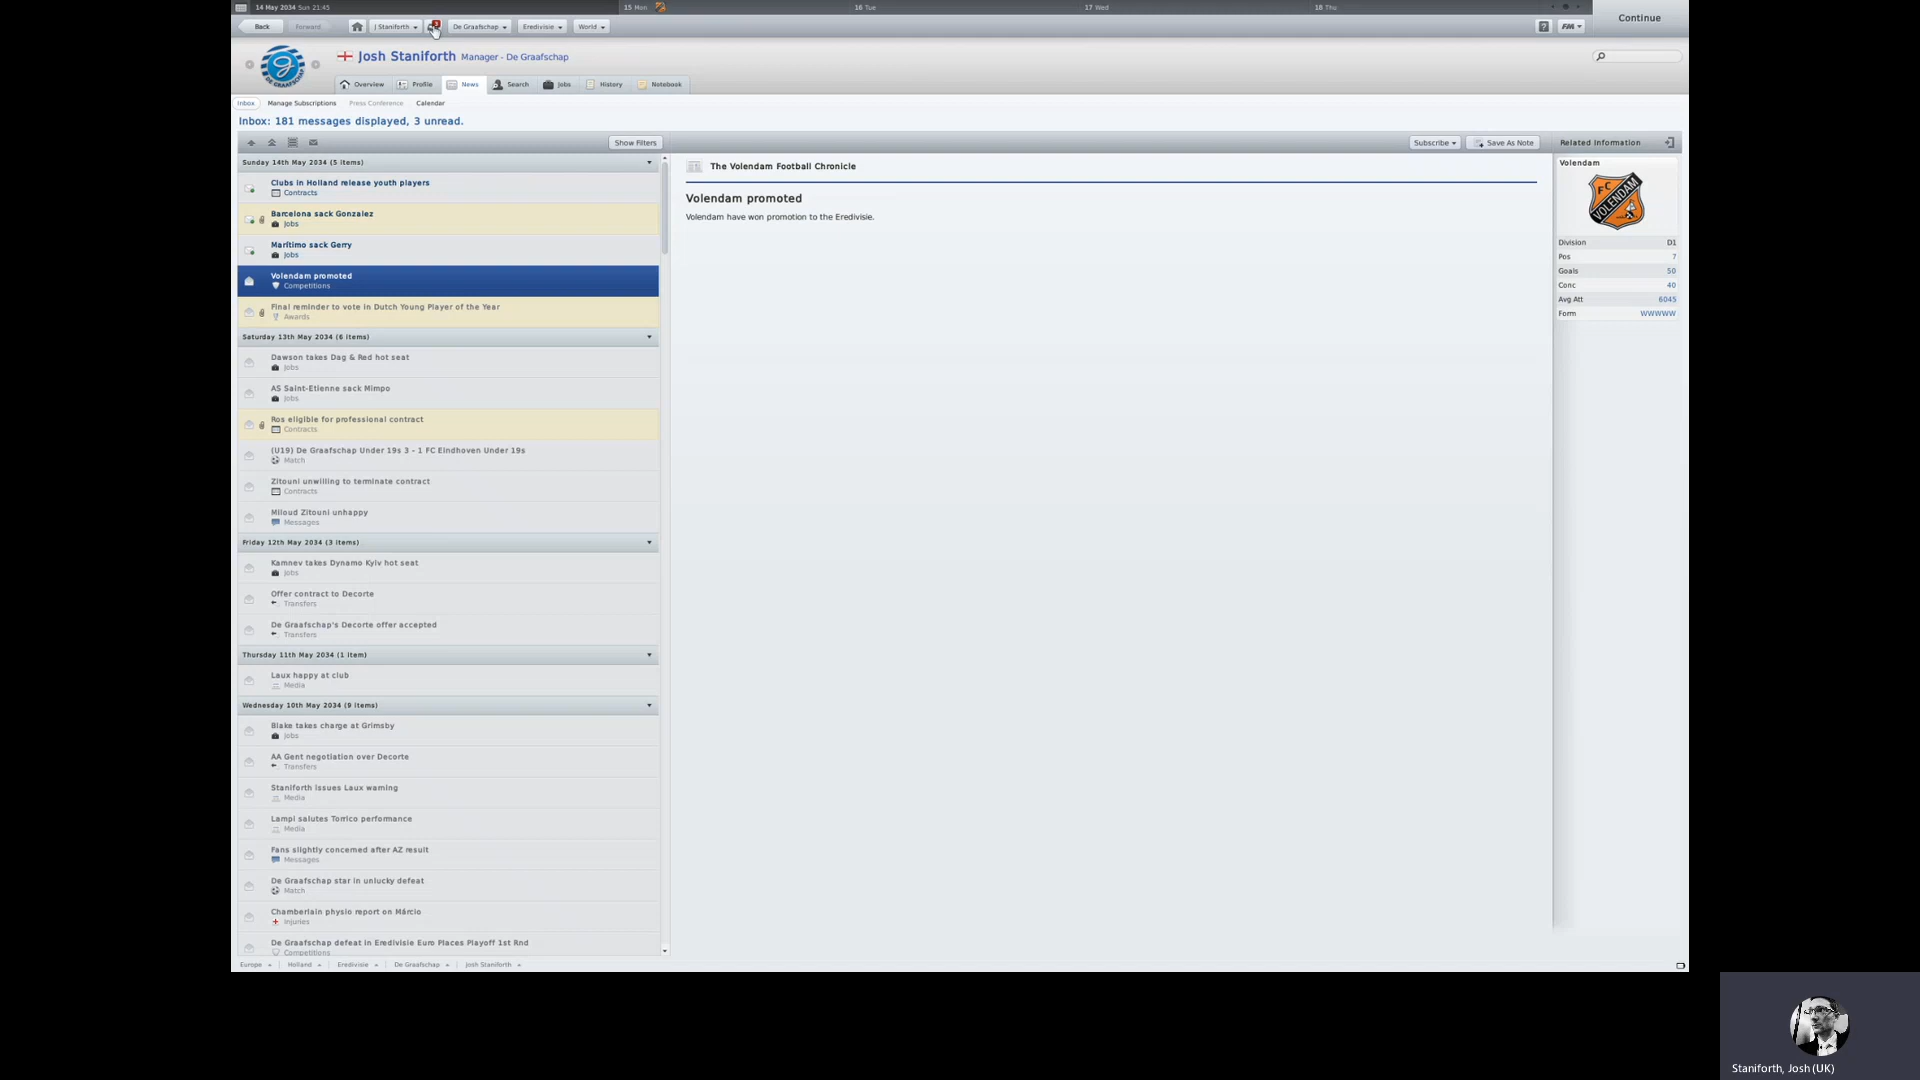 14 May 2034 Sun 21:45
15 Mon
16 Tue
17 Wed
18 Thu
Continue
Back
Forward
J Staniforth
3
De Graafschap
Eredivisie
World
FM
Josh Staniforth Manager - De Graafschap
DE GRAAFSCHAP
Overview
Profile
News
Search
Jobs
History
Notebook
Inbox
Manage Subscriptions
Press Conference
Calendar
Inbox: 181 messages displayed, 3 unread.
Show Filters
Subscribe
Save As Note
Related Information
Sunday 14th May 2034 (5 items)
Clubs in Holland release youth players
Contracts
Barcelona sack Gonzalez
Jobs
Marítimo sack Gerry
Jobs
Volendam promoted
Competitions
Final reminder to vote in Dutch Young Player of the Year
Awards
Saturday 13th May 2034 (6 items)
Dawson takes Dag & Red hot seat
Jobs
AS Saint-Etienne sack Mimpo
Jobs
Ros eligible for professional contract
Contracts
(U19) De Graafschap Under 19s 3 - 1 FC Eindhoven Under 19s
Match
Zitouni unwilling to terminate contract
Contracts
Miloud Zitouni unhappy
Messages
Friday 12th May 2034 (3 items)
Kamnev takes Dynamo Kyiv hot seat
Jobs
Offer contract to Decorte
Transfers
De Graafschap's Decorte offer accepted
Transfers
Thursday 11th May 2034 (1 item)
Laux happy at club
Media
Wednesday 10th May 2034 (9 items)
Blake takes charge at Grimsby
Jobs
AA Gent negotiation over Decorte
Transfers
Staniforth issues Laux warning
Media
Lampi salutes Torrico performance
Media
Fans slightly concerned after AZ result
Messages
De Graafschap star in unlucky defeat
Match
Chamberlain physio report on Márcio
Injuries
De Graafschap defeat in Eredivisie Euro Places Playoff 1st Rnd
Competitions
The Volendam Football Chronicle
Volendam promoted
Volendam have won promotion to the Eredivisie.
Volendam
FC VOLENDAM
Division D1
Pos 7
Goals 50
Conc 40
Avg Att 6045
Form WWWWW
Europe
Holland
Eredivisie
De Graafschap
Josh Staniforth
Staniforth, Josh (UK)